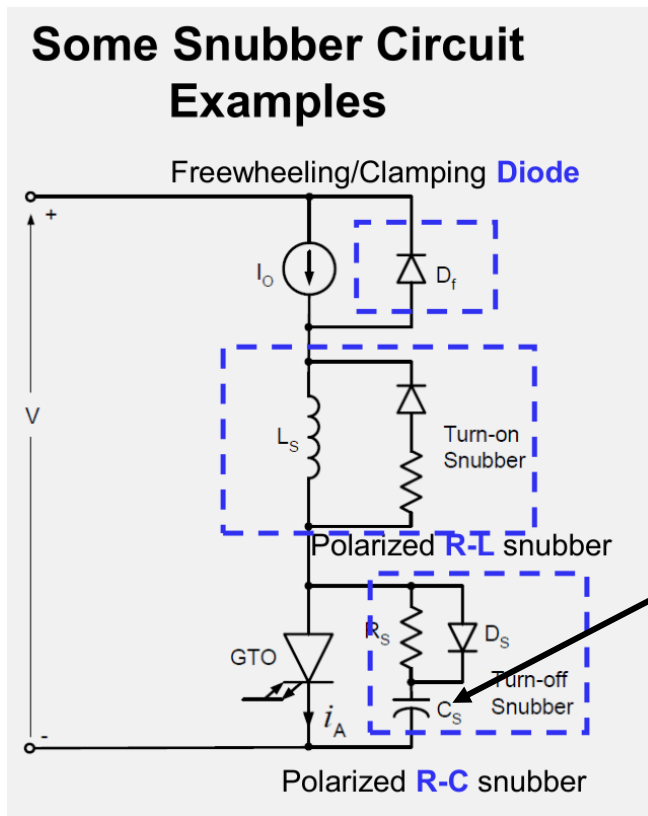 Some Snubber Circuit
Examples
Freewheeling/Clamping Diode
+
I_O
D_f
V
L_S
Turn-on
Snubber
Polarized R-L snubber
R_S
D_S
GTO
Turn-off
Snubber
C_S
i_A
-
Polarized R-C snubber